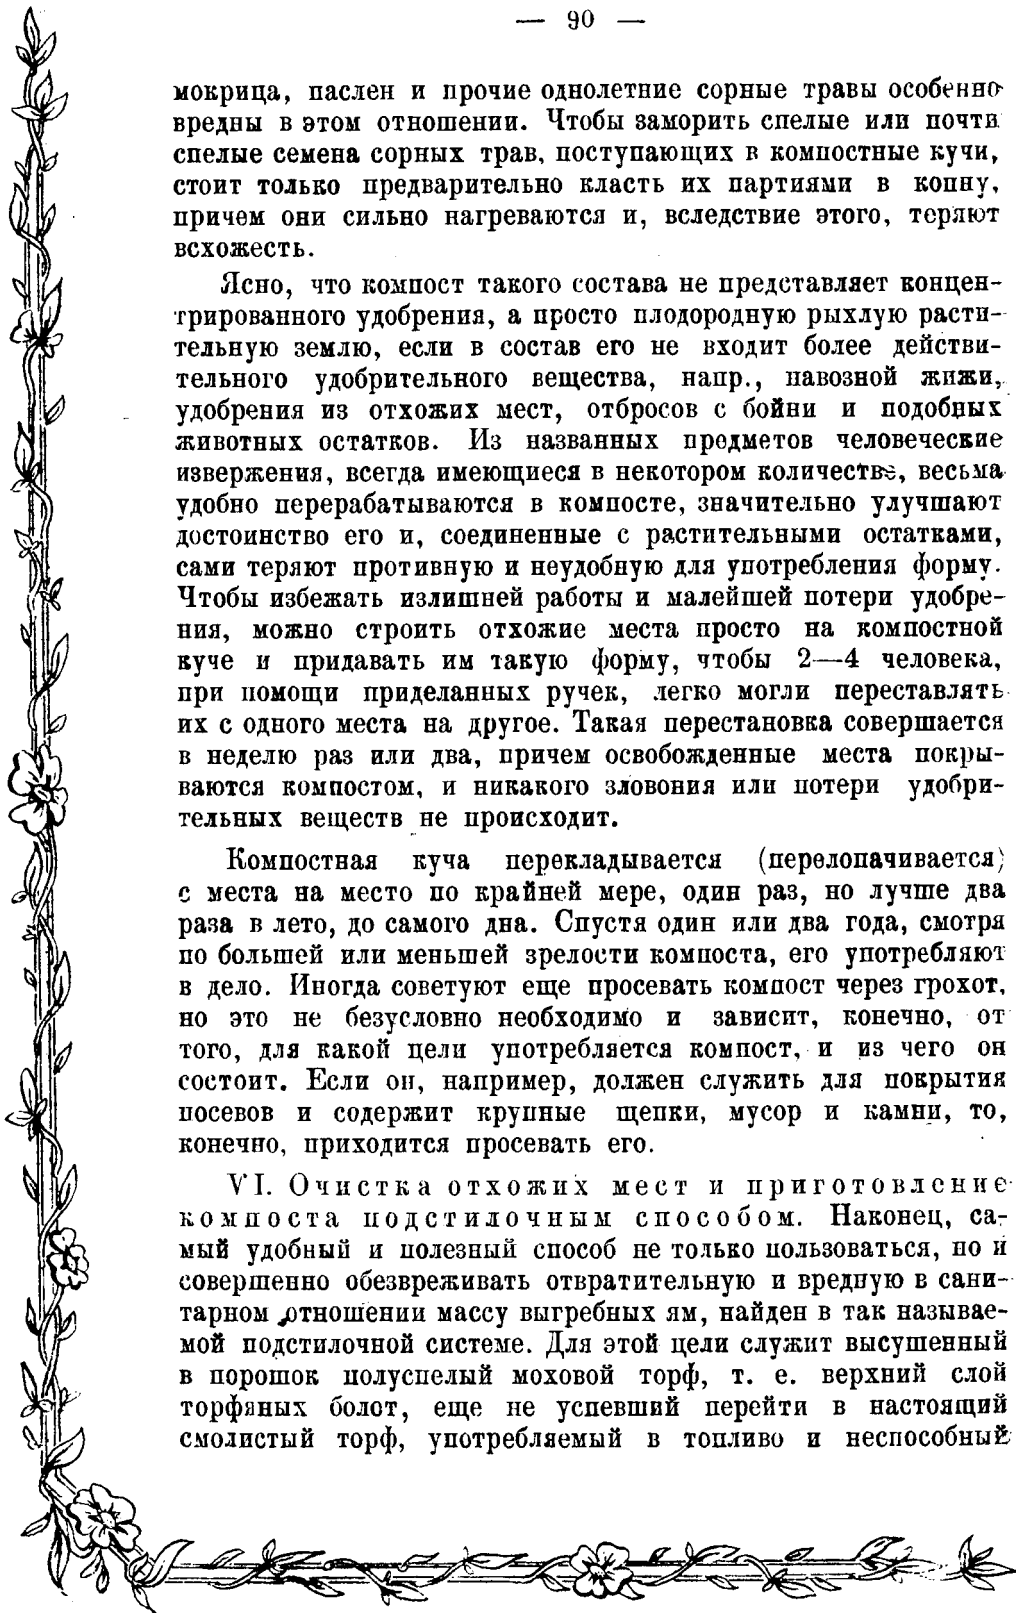 — 90 —
мокрица, паслен и прочие однолетние сорные травы особенно
вредны в этом отношении. Чтобы заморить спелые или почти
спелые семена сорных трав, поступающих в компостные кучи,
стоит только предварительно класть их партиями в копну,
причем они сильно нагреваются и, вследствие этого, теряют
всхожесть.
Ясно, что компост такого состава не представляет концен-
трированного удобрения, а просто плодородную рыхлую расти-
тельную землю, если в состав его не входит более действи-
тельного удобрительного вещества, напр., навозной жижи,
удобрения из отхожих мест, отбросов с бойни и подобных
животных остатков. Из названных предметов человеческие
извержения, всегда имеющиеся в некотором количестве, весьма
удобно перерабатываются в компосте, значительно улучшают
достоинство его и, соединенные с растительными остатками,
сами теряют противную и неудобную для употребления форму.
Чтобы избежать излишней работы и малейшей потери удобре-
ния, можно строить отхожие места просто на компостной
куче и придавать им такую форму, чтобы 2—4 человека,
при помощи приделанных ручек, легко могли переставлять
их с одного места на другое. Такая перестановка совершается
в неделю раз или два, причем освобожденные места покры-
ваются компостом, и никакого зловония или потери удобри-
тельных веществ не происходит.
Компостная куча перекладывается (перелопачивается)
с места на место по крайней мере, один раз, но лучше два
раза в лето, до самого дна. Спустя один или два года, смотря
по большей или меньшей зрелости компоста, его употребляют
в дело. Иногда советуют еще просевать компост через грохот,
но это не безусловно необходимо и зависит, конечно, от
того, для какой цели употребляется компост, и из чего он
состоит. Если он, например, должен служить для покрытия
посевов и содержит крупные щепки, мусор и камни, то,
конечно, приходится просевать его.
VI. Очистка отхожих мест и приготовление
компоста подстилочным способом. Наконец, са-
мый удобный и полезный способ не только пользоваться, но и
совершенно обезвреживать отвратительную и вредную в сани-
тарном отношении массу выгребных ям, найден в так называе-
мой подстилочной системе. Для этой цели служит высушенный
в порошок полуспелый моховой торф, т. е. верхний слой
торфяных болот, еще не успевший перейти в настоящий
смолистый торф, употребляемый в топливо и неспособный